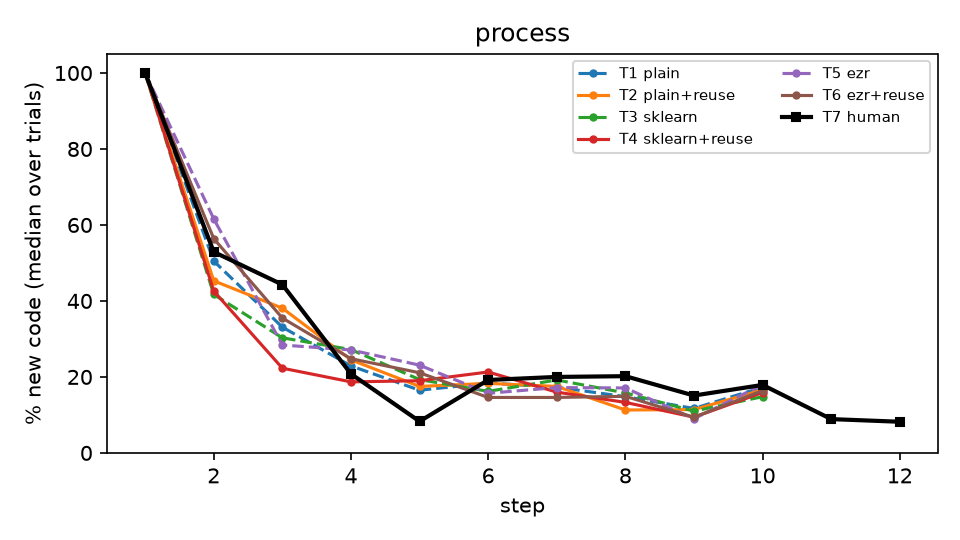 process
% new code (median over trials)
100
80
60
40
20
0
T1 plain
T2 plain+reuse
T3 sklearn
T4 sklearn+reuse
T5 ezr
T6 ezr+reuse
T7 human
2 4 6 8 10 12
step